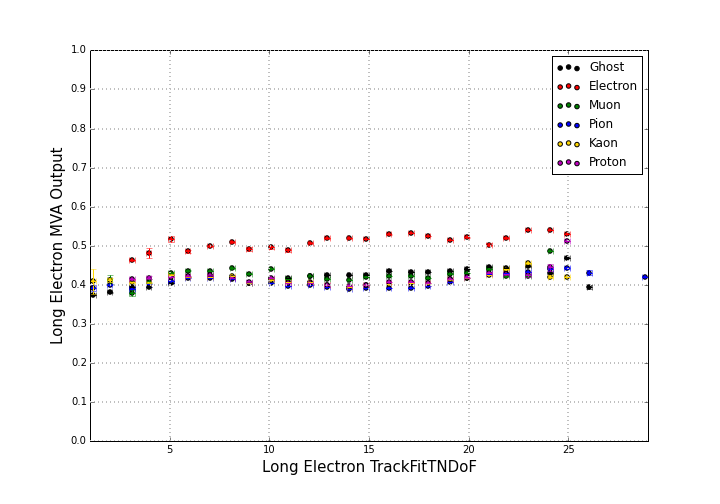 1.0
0.9
0.8
0.7
0.6
0.5
0.4
0.3
0.2
0.1
0.0
Long Electron MVA Output
Ghost
Electron
Muon
Pion
Kaon
Proton
5 10 15 20 25
Long Electron TrackFitTNDoF